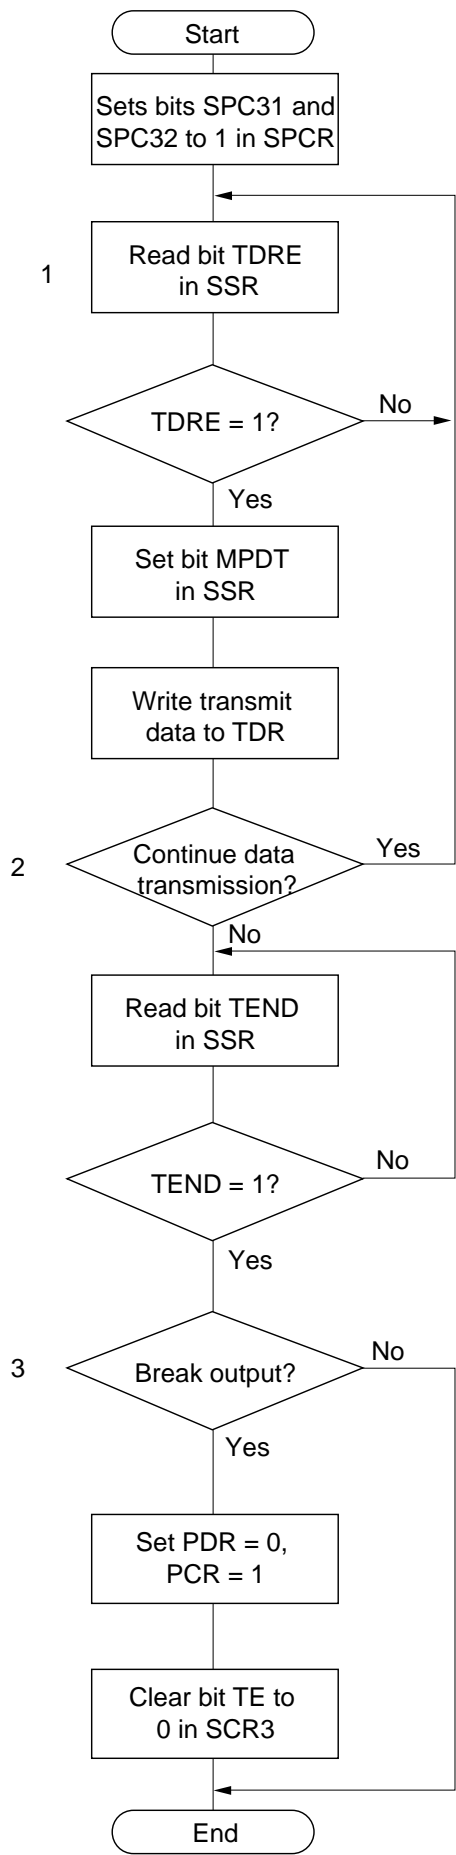 Start
Sets bits SPC31 and
SPC32 to 1 in SPCR
1
Read bit TDRE
in SSR
TDRE = 1?
No
Yes
Set bit MPDT
in SSR
Write transmit
data to TDR
2
Continue data
transmission?
Yes
No
Read bit TEND
in SSR
TEND = 1?
No
Yes
3
Break output?
No
Yes
Set PDR = 0,
PCR = 1
Clear bit TE to
0 in SCR3
End